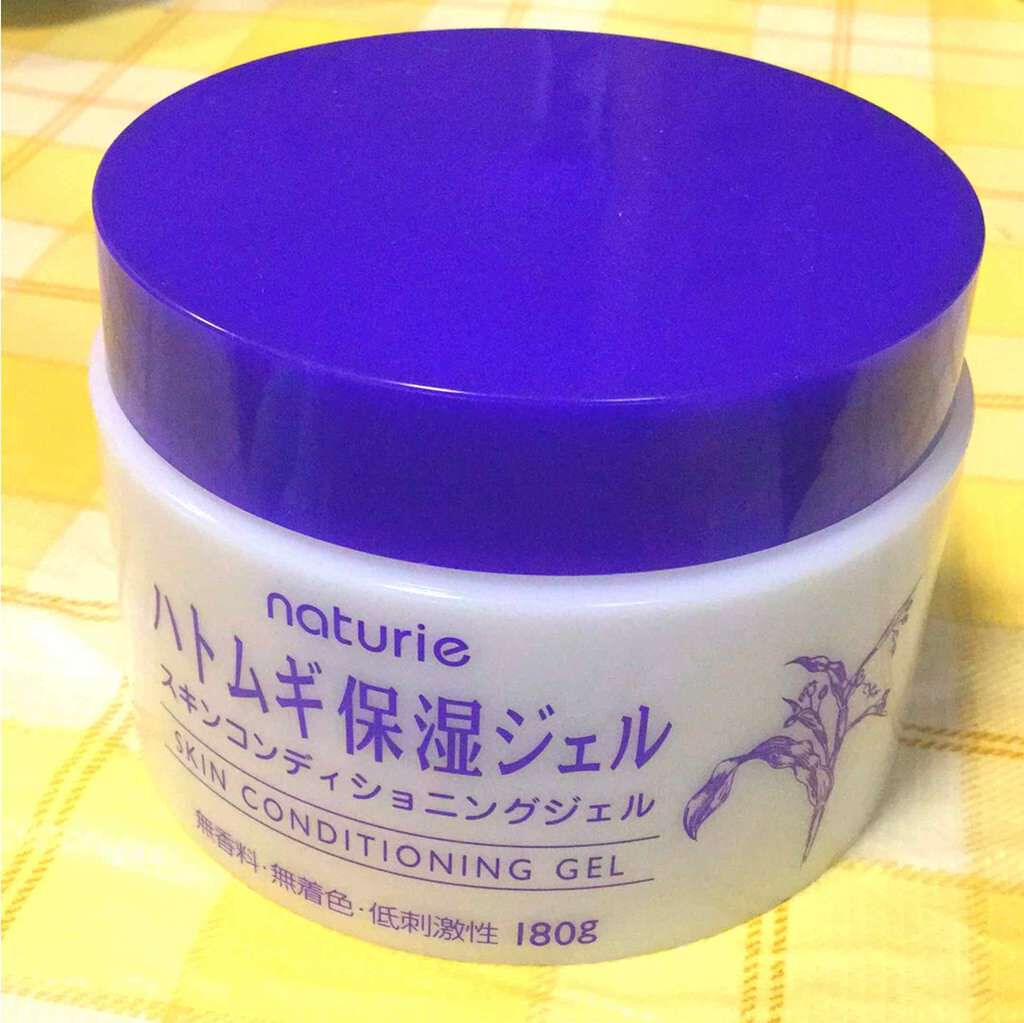 naturie
ハトムギ保湿ジェル
スキンコンディショニングジェル
SKIN CONDITIONING GEL
無香料・無着色・低刺激性 180g